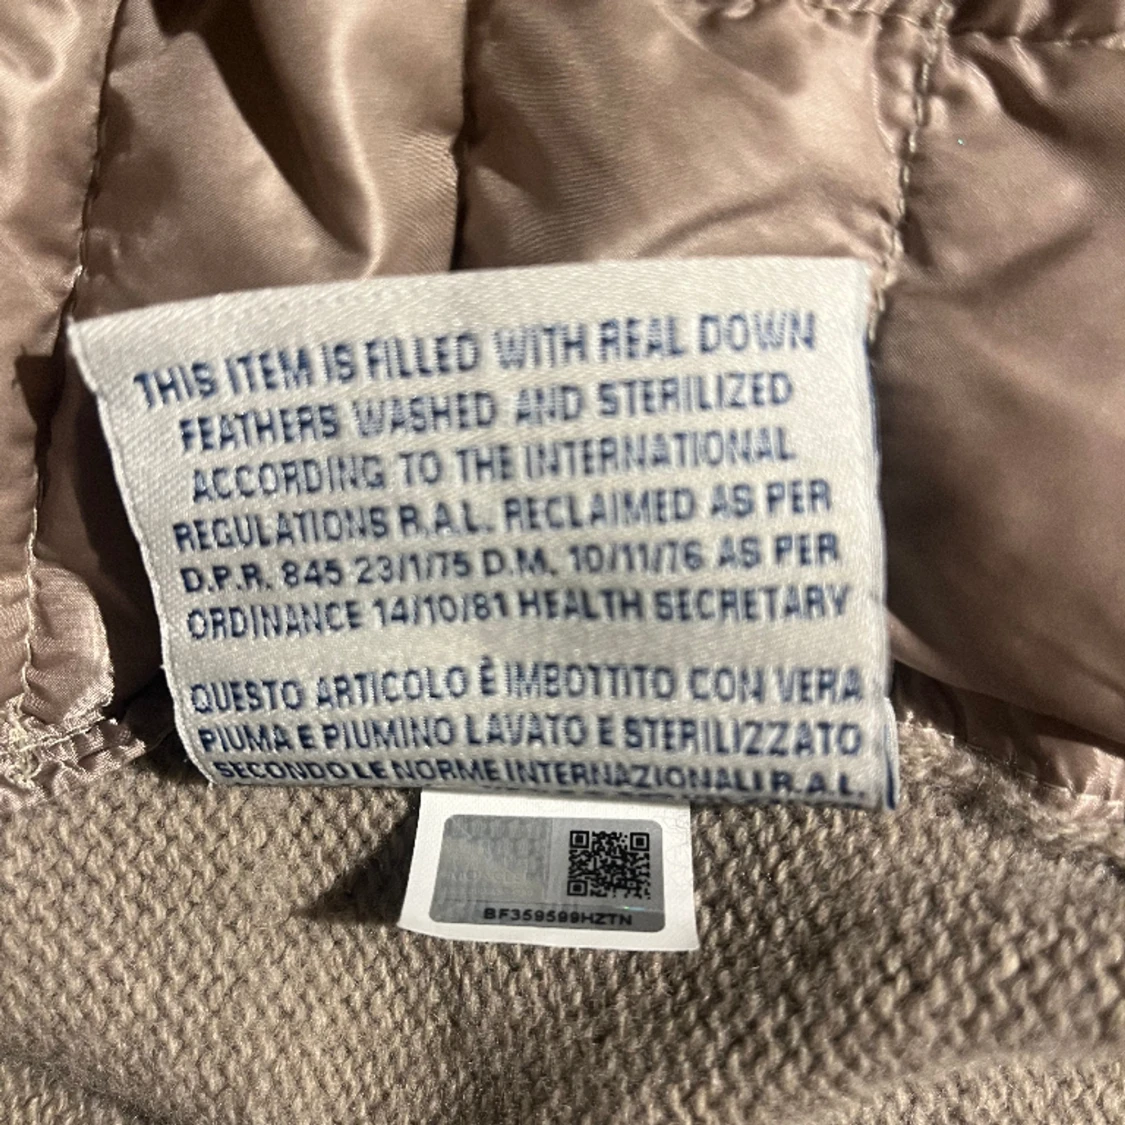 THIS ITEM IS FILLED WITH REAL DOWN
FEATHERS WASHED AND STERILIZED
ACCORDING TO THE INTERNATIONAL
REGULATIONS R.A.L. RECLAIMED AS PER
D.P.R. 845 23/1/75 D.M. 10/11/76 AS PER
ORDINANCE 14/10/81 HEALTH SECRETARY
QUESTO ARTICOLO È IMBOTTITO CON VERA
PIUMA E PIUMINO LAVATO E STERILIZZATO
SECONDO LE NORME INTERNAZIONALI R.A.L.
BF359599HZTN